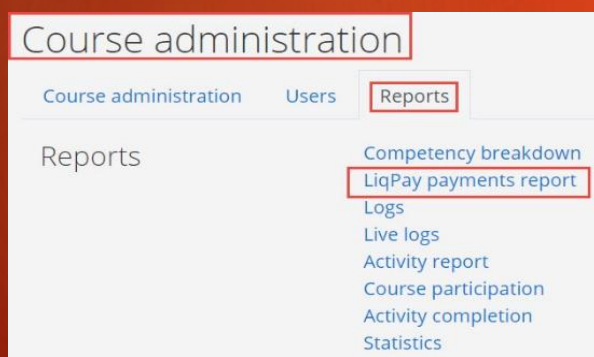 Course administration
Course administration Users Reports
Reports
Competency breakdown
LiqPay payments report
Logs
Live logs
Activity report
Course participation
Activity completion
Statistics